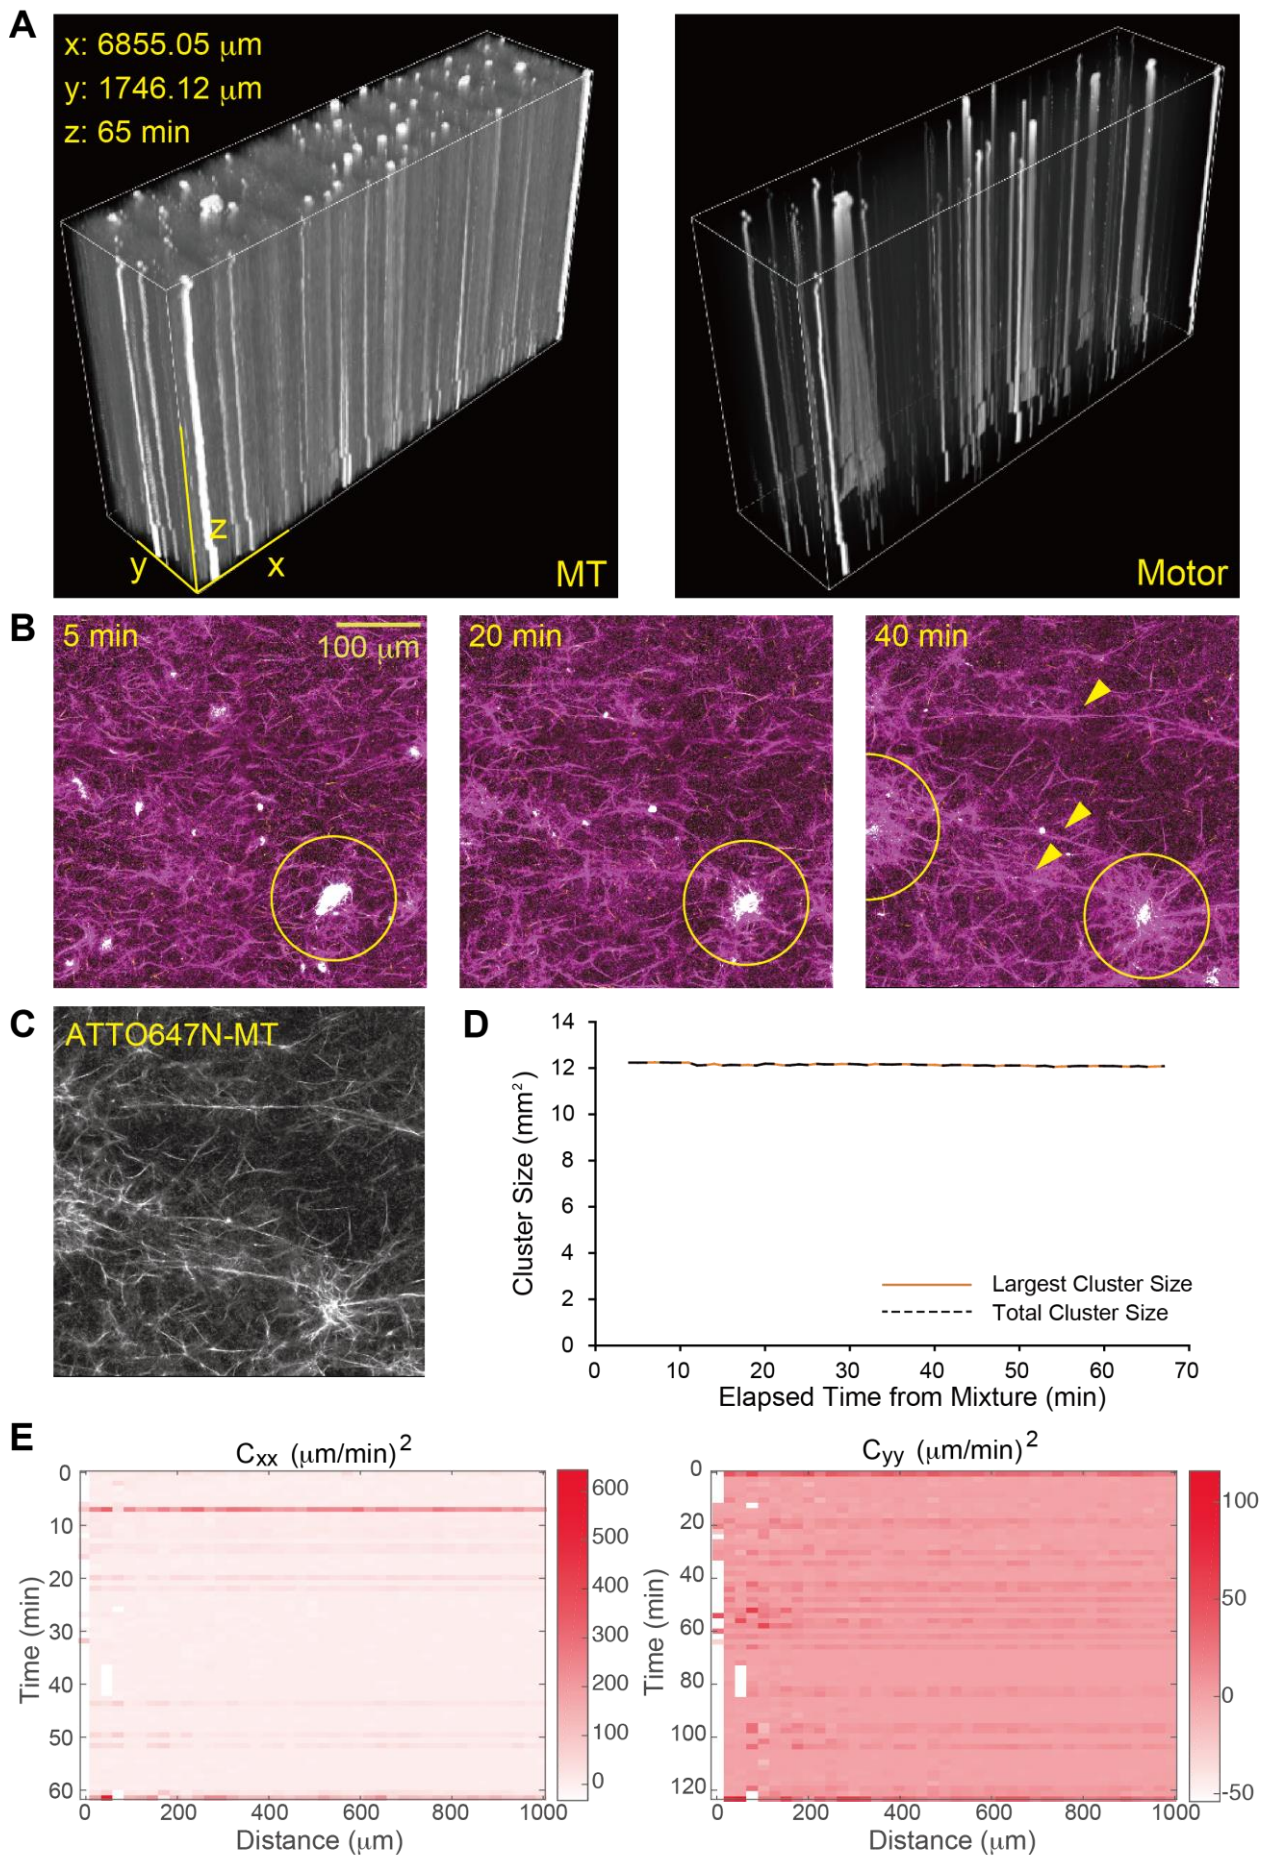 A
x: 6855.05 μm
y: 1746.12 μm
z: 65 min
z
y
x
MT
Motor
B
5 min
100 μm
20 min
40 min
C
ATTO647N-MT
D
14
12
10
8
6
4
2
0
Cluster Size (mm²)
Largest Cluster Size
Total Cluster Size
0 10 20 30 40 50 60 70
Elapsed Time from Mixture (min)
E
Cxx (μm/min)²
0
10
20
30
40
50
60
Time (min)
0 200 400 600 800 1000
Distance (μm)
600
500
400
300
200
100
0
Cyy (μm/min)²
0
20
40
60
80
100
120
Time (min)
0 200 400 600 800 1000
Distance (μm)
100
50
0
-50